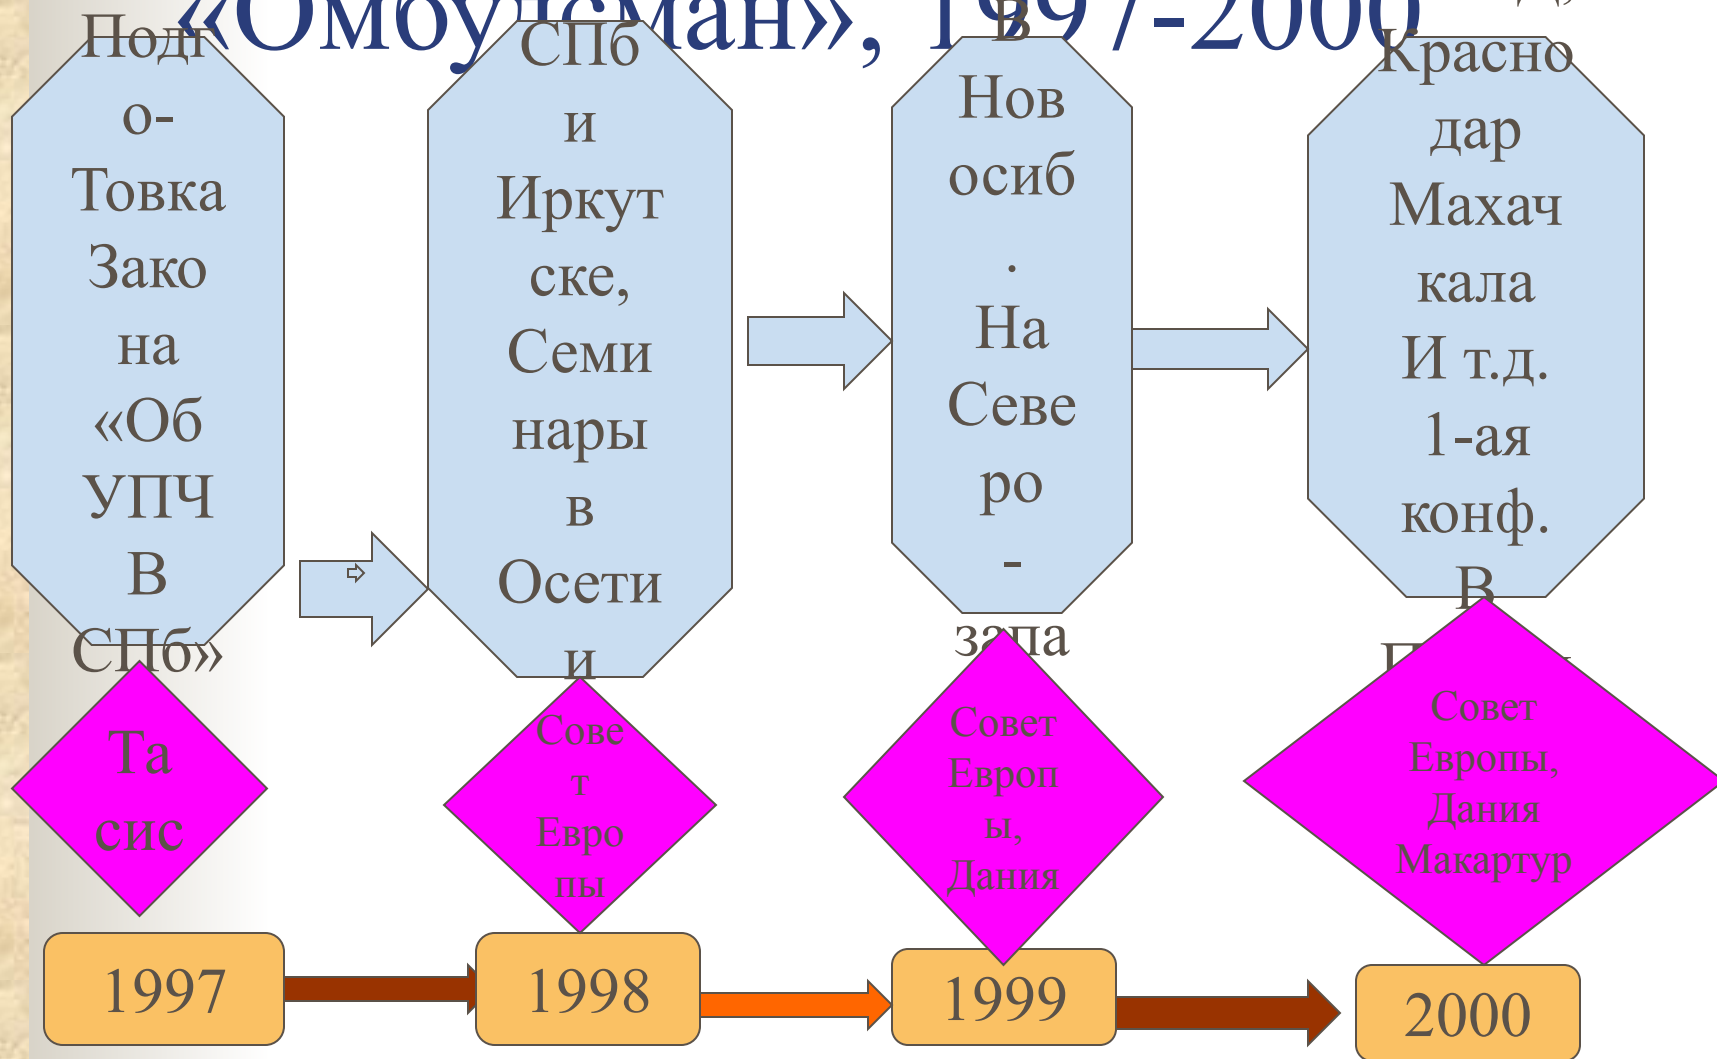 «Омбудсман», 1997-2000
Подг
о-
Товка
Зако
на
«Об
УПЧ
В
СПб»
СПб
и
Иркут
ске,
Семи
нары
в
Осети
и
В
Нов
осиб
.
На
Севе
ро
-
запа
Красно
дар
Махач
кала
И т.д.
1-ая
конф.
В
Та
сис
Сове
т
Евро
пы
Совет
Европ
ы,
Дания
Совет
Европы,
Дания
Макартур
1997
1998
1999
2000